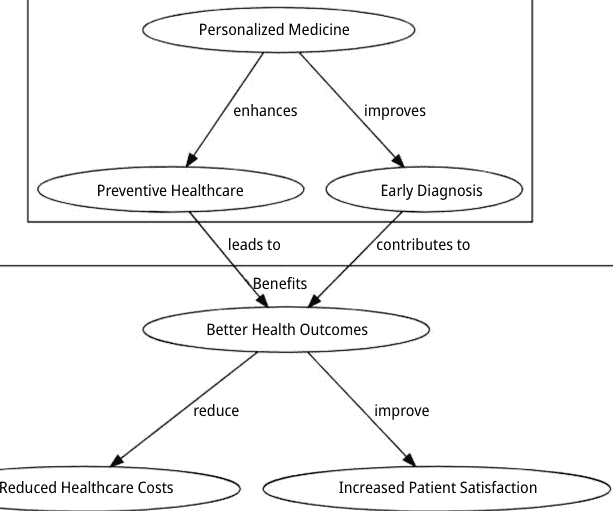 Personalized Medicine
enhances
improves
Preventive Healthcare
Early Diagnosis
leads to
contributes to
Benefits
Better Health Outcomes
reduce
improve
Reduced Healthcare Costs
Increased Patient Satisfaction